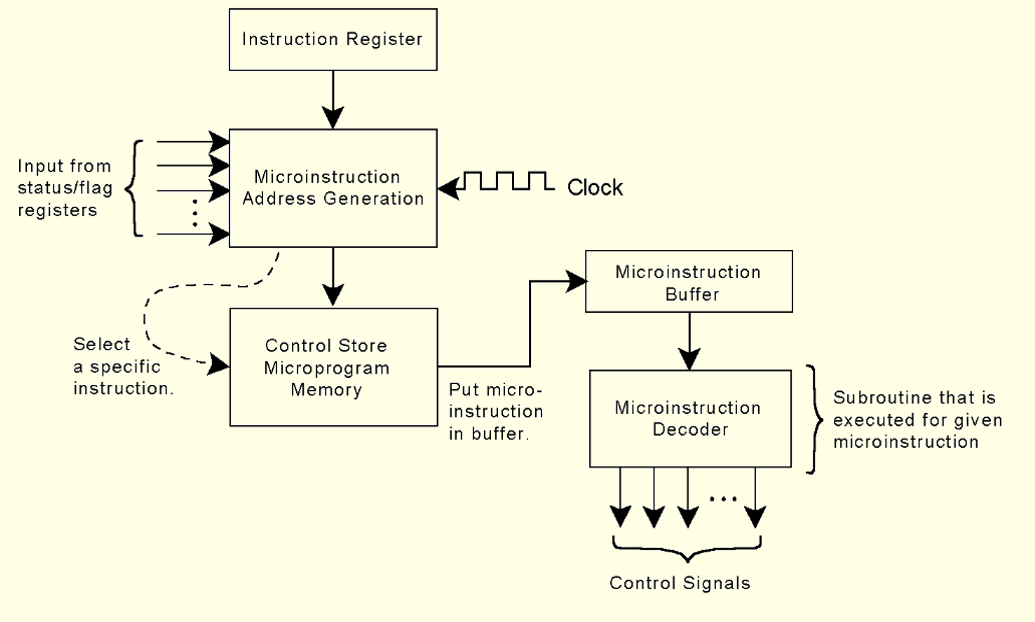 Instruction Register
Input from
status/flag
registers
Microinstruction
Address Generation
Clock
Select
a specific
instruction.
Control Store
Microprogram
Memory
Put micro-
instruction
in buffer.
Microinstruction
Buffer
Microinstruction
Decoder
Subroutine that is
executed for given
microinstruction
Control Signals